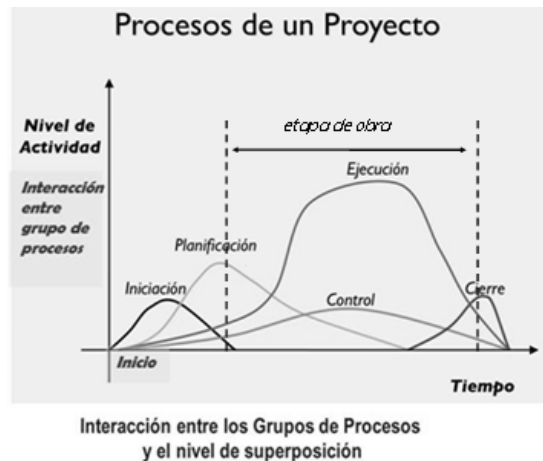 Procesos de un Proyecto
Nivel de
Actividad
etapa de obra
Ejecución
Interacción
entre
grupo de
procesos
Planificación
Iniciación
Control
Cierre
Inicio
Tiempo
Interacción entre los Grupos de Procesos
y el nivel de superposición